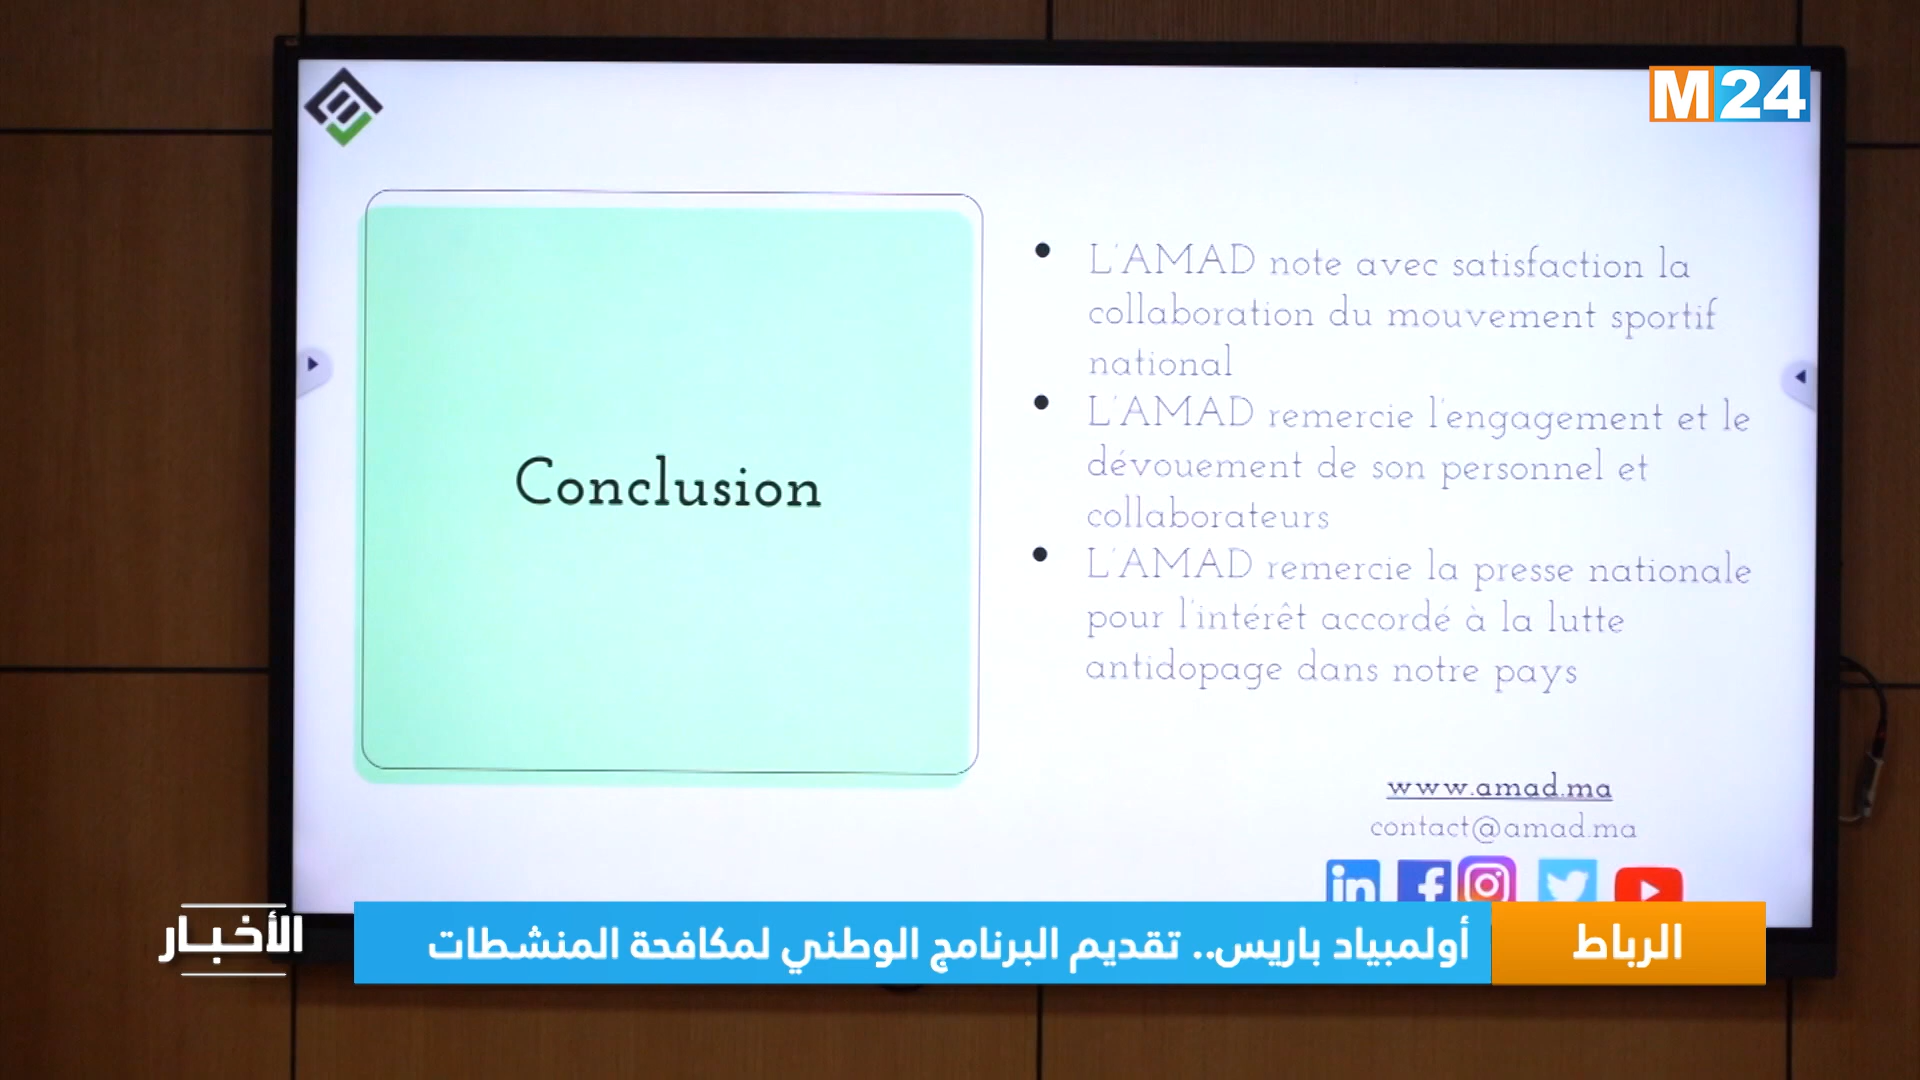 M24
Conclusion
• L'AMAD note avec satisfaction la
collaboration du mouvement sportif
national
• L'AMAD remercie l'engagement et le
dévouement de son personnel et
collaborateurs
• L'AMAD remercie la presse nationale
pour l'intérêt accordé à la lutte
antidopage dans notre pays
www.amad.ma
contact@amad.ma
in f
الرباط
أولمبياد باريس.. تقديم البرنامج الوطني لمكافحة المنشطات
الأخبار